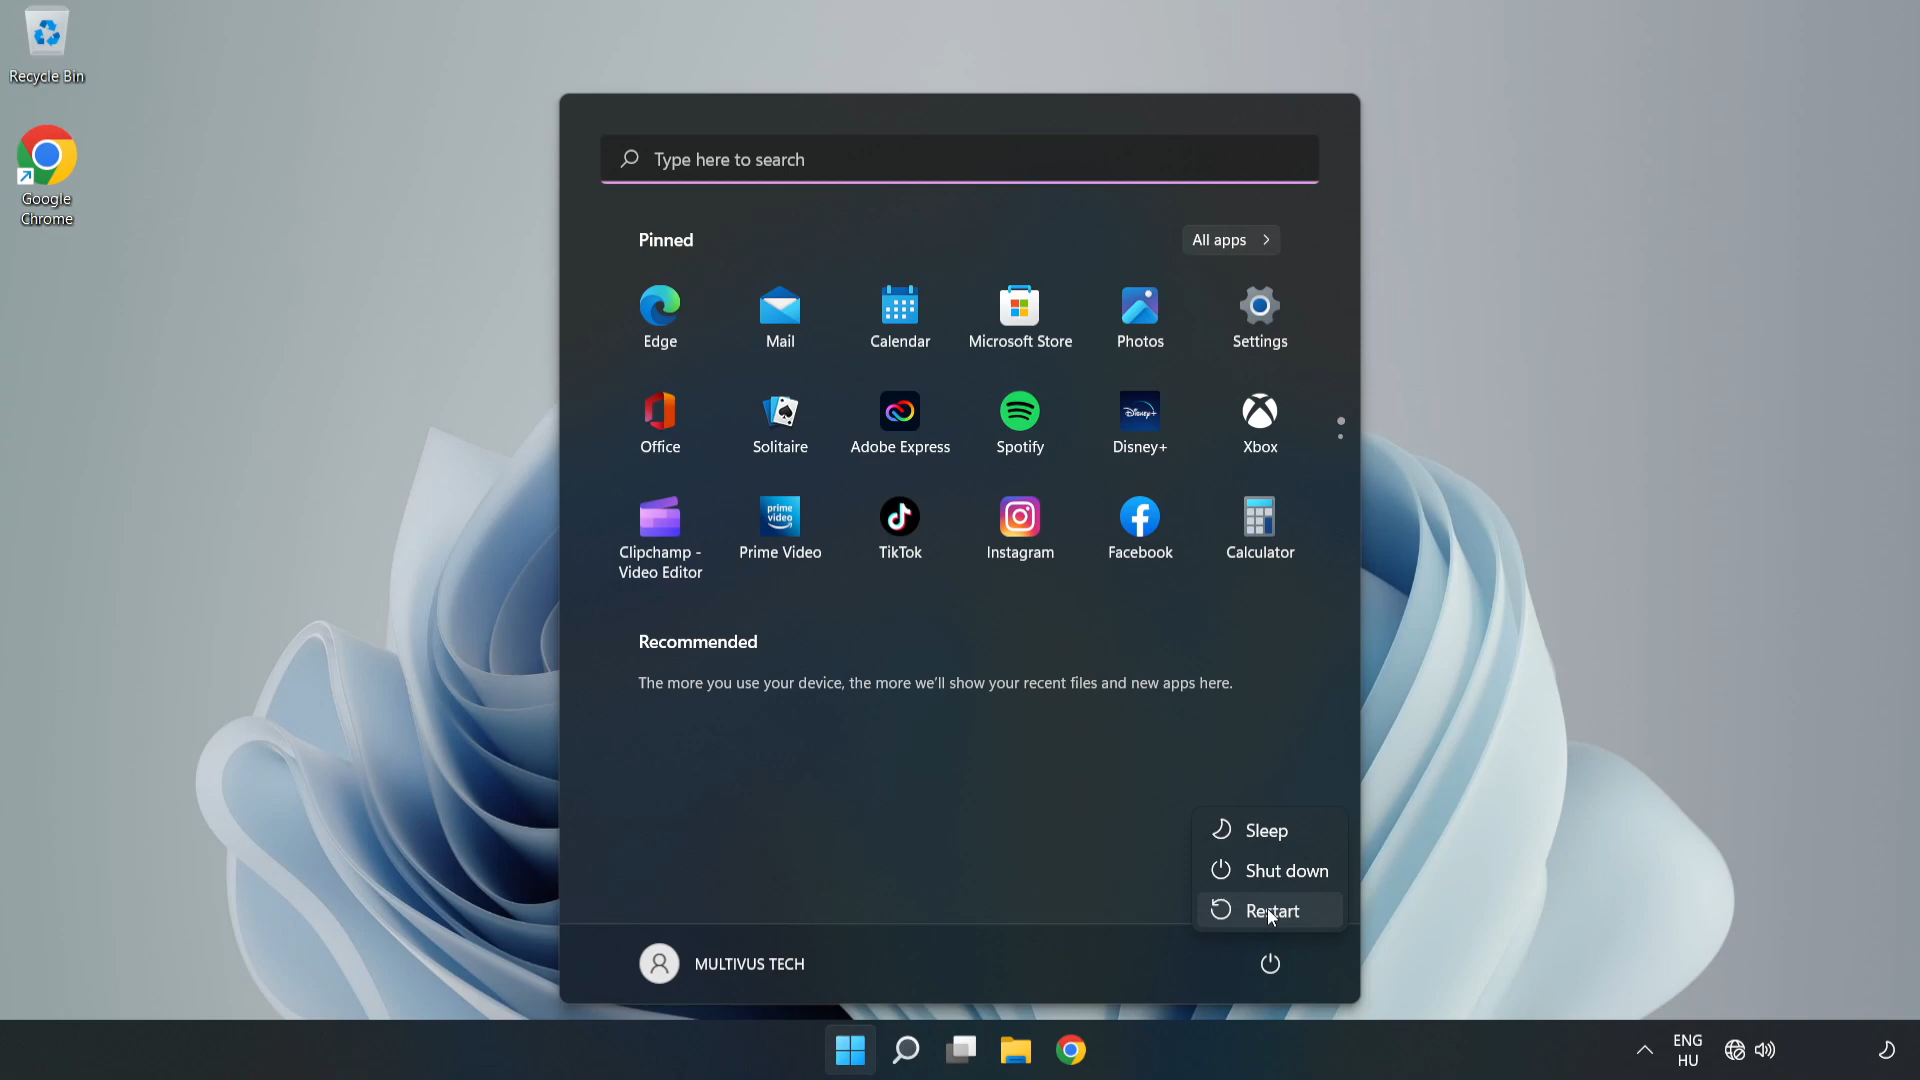 Recycle Bin
Google
Chrome
Type here to search
Pinned
All apps
Edge
Mail
Calendar
Microsoft Store
Photos
Settings
Office
Solitaire
Adobe Express
Spotify
Disney+
Disney+
Xbox
prime
video
Clipchamp -
Video Editor
Prime Video
TikTok
Instagram
Facebook
Calculator
Recommended
The more you use your device, the more we'll show your recent files and new apps here.
Sleep
Shut down
Restart
MULTIVUS TECH
ENG
HU